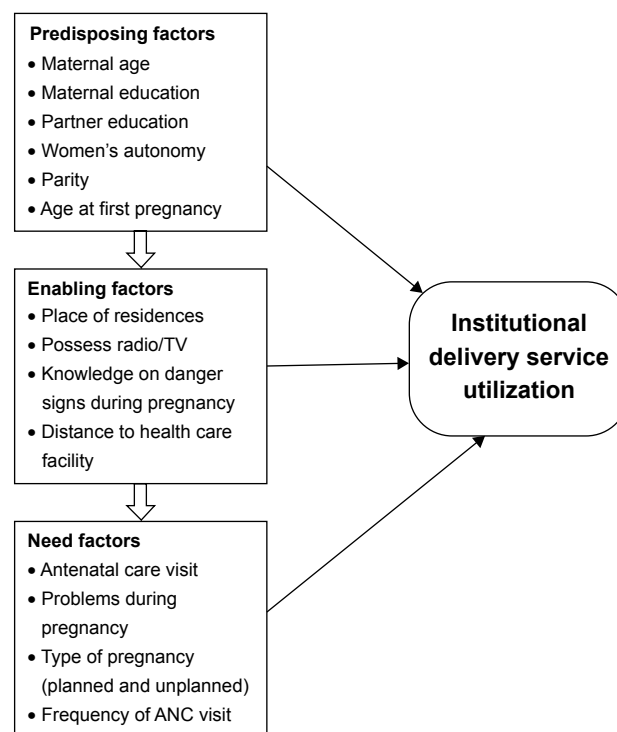 Predisposing factors
• Maternal age
• Maternal education
• Partner education
• Women’s autonomy
• Parity
• Age at first pregnancy
Enabling factors
• Place of residences
• Possess radio/TV
• Knowledge on danger
signs during pregnancy
• Distance to health care
facility
Need factors
• Antenatal care visit
• Problems during
pregnancy
• Type of pregnancy
(planned and unplanned)
• Frequency of ANC visit
Institutional
delivery service
utilization